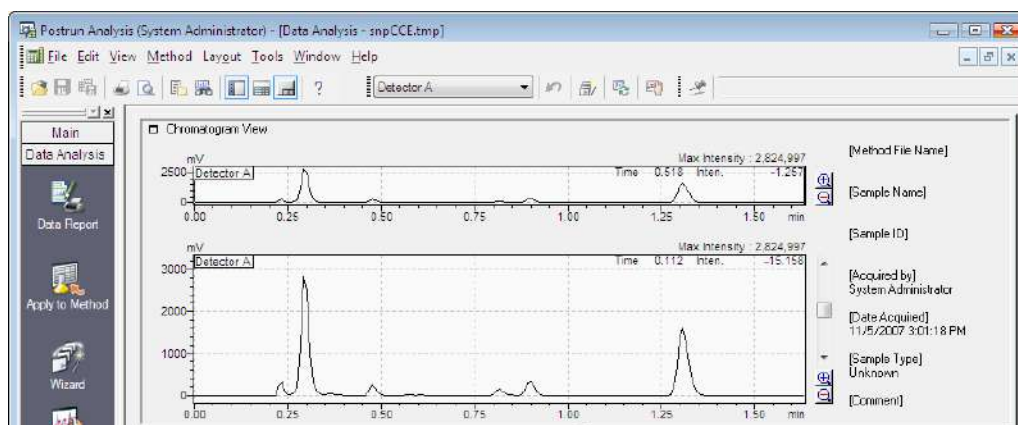 Postrun Analysis (System Administrator) - [Data Analysis - snpCCE.tmp]
File Edit View Method Layout Tools Window Help
Detector A
Main
Data Analysis
Data Report
Apply to Method
Wizard
Chromatogram View
mV
Max Intensity : 2,824,997
2500 Detector A
Time 0.518 Inten. -1.257
0
0.00 0.25 0.50 0.75 1.00 1.25 1.50 min
mV
Max Intensity : 2,824,997
3000 Detector A
Time 0.112 Inten. -15.158
2000
1000
0
0.00 0.25 0.50 0.75 1.00 1.25 1.50 min
[Method File Name]
[Sample Name]
[Sample ID]
[Acquired by]
System Administrator
[Date Acquired]
11/5/2007 3:01:18 PM
[Sample Type]
Unknown
[Comment]